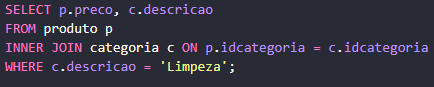 SELECT p.preco, c.descricao
FROM produto p
INNER JOIN categoria c ON p.idcategoria = c.idcategoria
WHERE c.descricao = 'Limpeza';